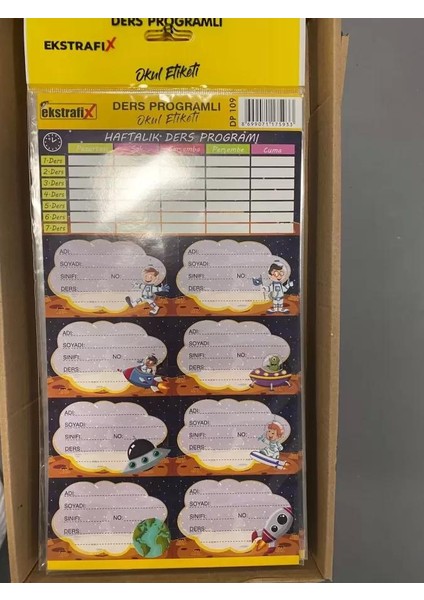 DERS PROGRAMLI
EKSTRAFIX
Okul Etiketi
ekstrafix
DERS PROGRAMLI
Okul Etiketi
DP 109
HAFTALIK DERS PROGRAMI
Pazartesi Salı Çarşamba Perşembe Cuma
1-Ders
2-Ders
3-Ders
4-Ders
5-Ders
6-Ders
7-Ders
ADI:
SOYADI:
SINIFI: NO:
DERS:
ADI:
SOYADI:
SINIFI: NO:
DERS:
ADI:
SOYADI:
SINIFI: NO:
DERS:
ADI:
SOYADI:
SINIFI: NO:
DERS:
ADI:
SOYADI:
SINIFI: NO:
DERS:
ADI:
SOYADI:
SINIFI: NO:
DERS:
ADI:
SOYADI:
SINIFI: NO:
DERS:
ADI:
SOYADI:
SINIFI: NO:
DERS: